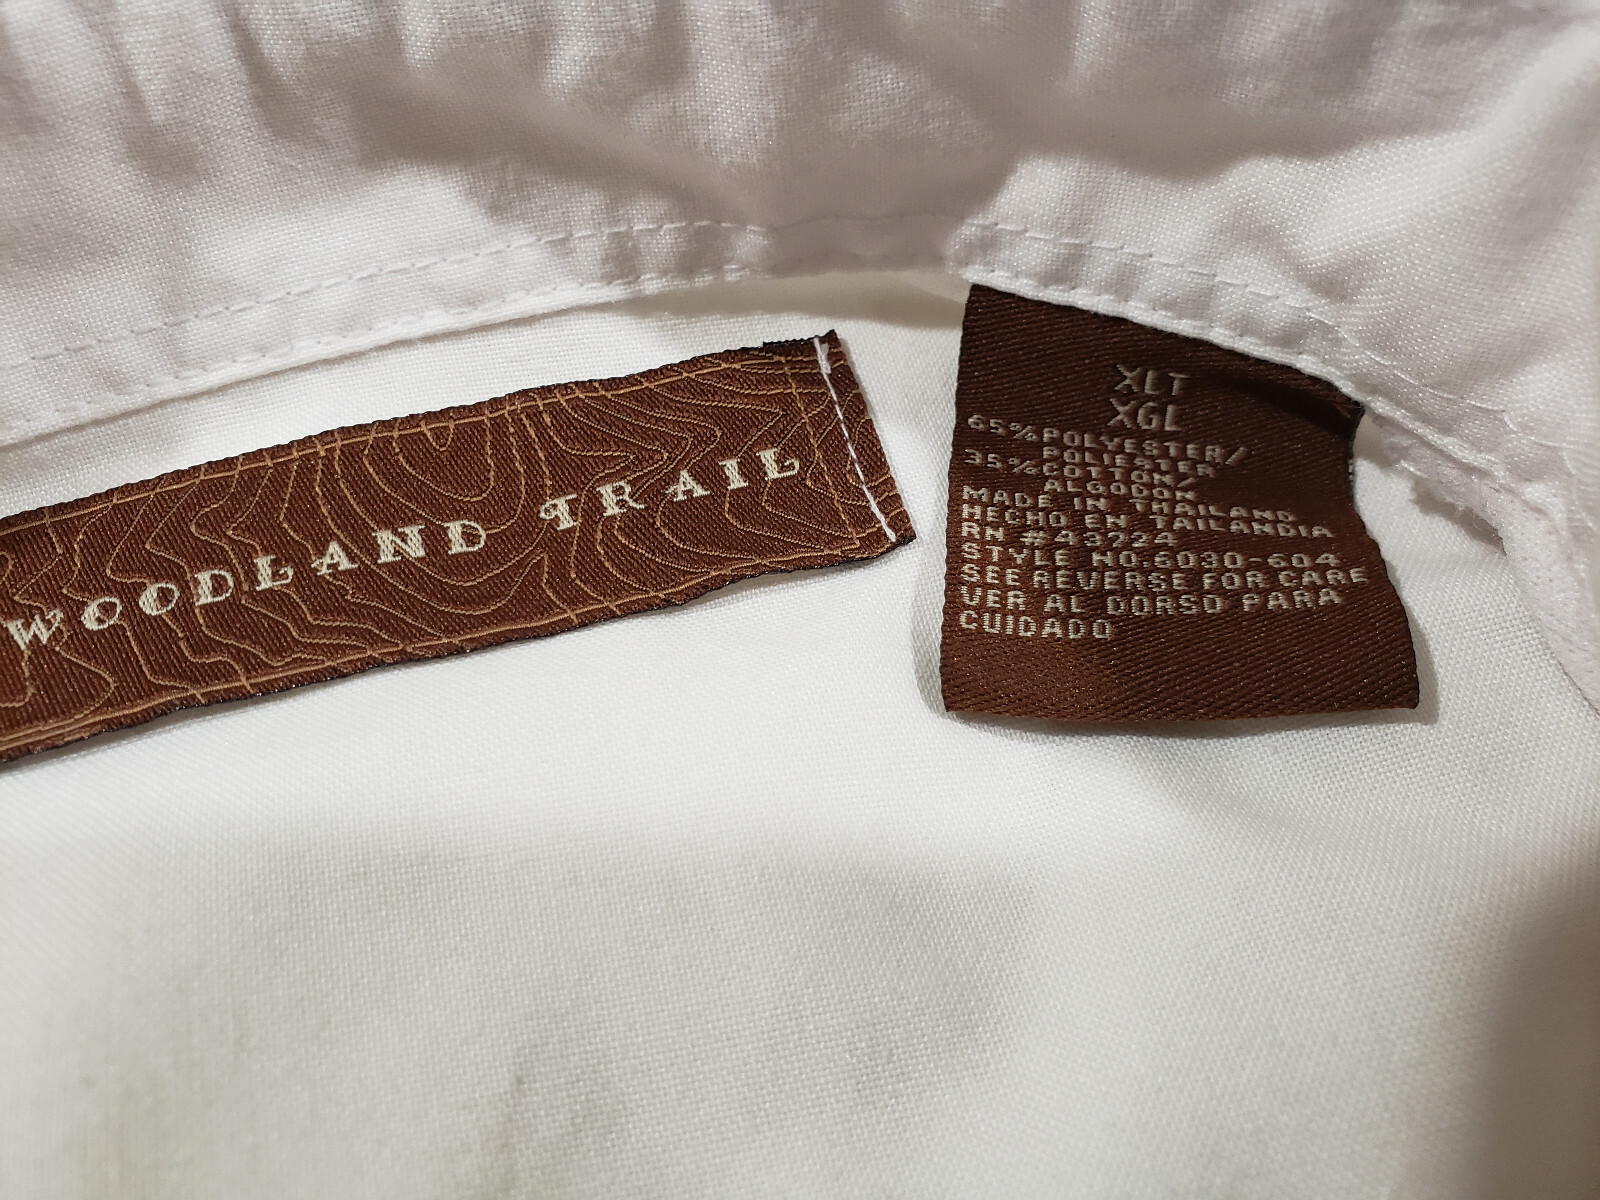 WOODLAND TRAIL
XLT
XGL
65%POLYESTER/
POLIESTER
35%COTTON/
ALGODON
MADE IN THAILAND
HECHO EN TAILANDIA
RN #43724
STYLE NO.6030-604
SEE REVERSE FOR CARE
VER AL DORSO PARA
CUIDADO